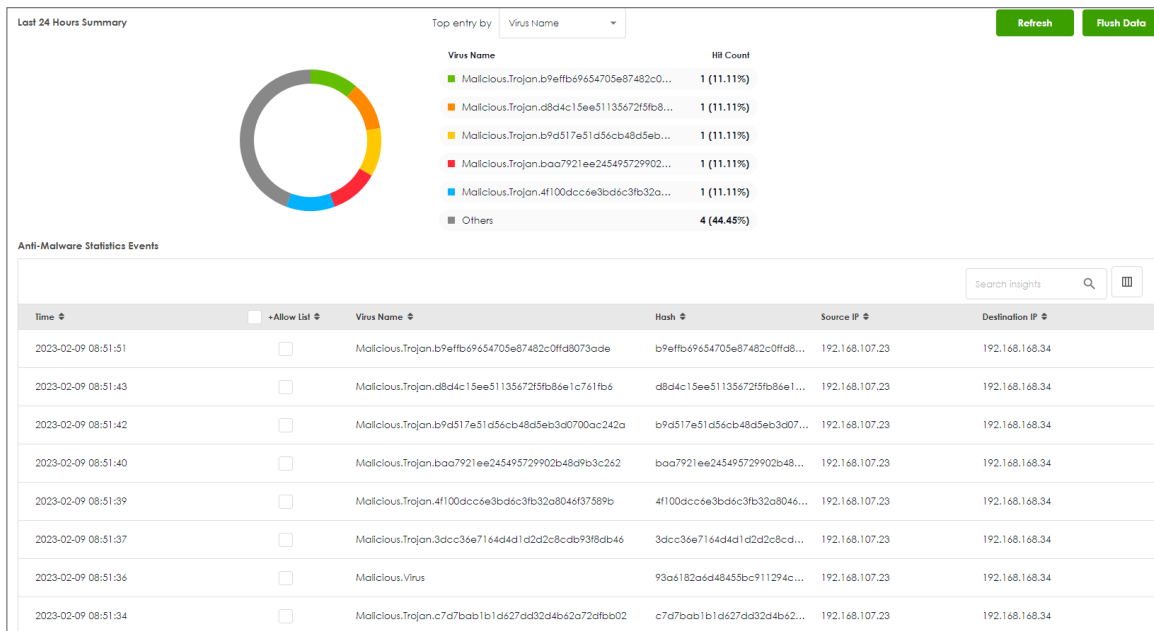 Last 24 Hours Summary
Top entry by Virus Name
Refresh
Flush Data
Virus Name Hit Count
Malicious.Trojan.b9effb69654705e87482c0... 1 (11.11%)
Malicious.Trojan.d8d4c15ee51135672f5fb8... 1 (11.11%)
Malicious.Trojan.b9d517e51d56cb48d5eb... 1 (11.11%)
Malicious.Trojan.baa7921ee245495729902... 1 (11.11%)
Malicious.Trojan.4f100dcc6e3bd6c3fb32a... 1 (11.11%)
Others 4 (44.45%)
Anti-Malware Statistics Events
Search insights
Time +Allow List Virus Name Hash Source IP Destination IP
2023-02-09 08:51:51 Malicious.Trojan.b9effb69654705e87482c0ffd8073ade b9effb69654705e87482c0ffd8... 192.168.107.23 192.168.168.34
2023-02-09 08:51:43 Malicious.Trojan.d8d4c15ee51135672f5fb86e1c761fb6 d8d4c15ee51135672f5fb86e1... 192.168.107.23 192.168.168.34
2023-02-09 08:51:42 Malicious.Trojan.b9d517e51d56cb48d5eb3d0700ac242a b9d517e51d56cb48d5eb3d07... 192.168.107.23 192.168.168.34
2023-02-09 08:51:40 Malicious.Trojan.baa7921ee245495729902b48d9b3c262 baa7921ee245495729902b48... 192.168.107.23 192.168.168.34
2023-02-09 08:51:39 Malicious.Trojan.4f100dcc6e3bd6c3fb32a8046f37589b 4f100dcc6e3bd6c3fb32a8046... 192.168.107.23 192.168.168.34
2023-02-09 08:51:37 Malicious.Trojan.3dcc36e7164d4d1d2d2c8cdb93f8db46 3dcc36e7164d4d1d2d2c8cd... 192.168.107.23 192.168.168.34
2023-02-09 08:51:36 Malicious.Virus 93a6182a6d48455bc911294c... 192.168.107.23 192.168.168.34
2023-02-09 08:51:34 Malicious.Trojan.c7d7bab1b1d627dd32d4b62a72dfbb02 c7d7bab1b1d627dd32d4b62... 192.168.107.23 192.168.168.34